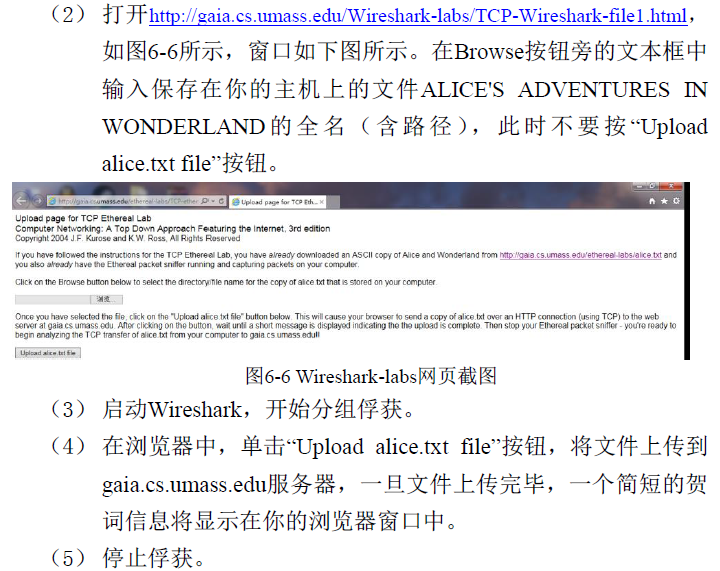 （2） 打开http://gaia.cs.umass.edu/Wireshark-labs/TCP-Wireshark-file1.html，
如图6-6所示，窗口如下图所示。在Browse按钮旁的文本框中
输入保存在你的主机上的文件ALICE'S ADVENTURES IN
WONDERLAND的全名（含路径），此时不要按“Upload
alice.txt file”按钮。
http://gaia.cs.umass.edu/ethereal-labs/TCP-ether
Upload page for TCP Eth...
Upload page for TCP Ethereal Lab
Computer Networking: A Top Down Approach Featuring the Internet, 3rd edition
Copyright 2004 J.F. Kurose and K.W. Ross, All Rights Reserved
If you have followed the instructions for the TCP Ethereal Lab, you have already downloaded an ASCII copy of Alice and Wonderland from http://gaia.cs.umass.edu/ethereal-labs/alice.txt and
you also already have the Ethereal packet sniffer running and capturing packets on your computer.
Click on the Browse button below to select the directory/file name for the copy of alice.txt that is stored on your computer.
浏览...
Once you have selected the file, click on the "Upload alice.txt file" button below. This will cause your browser to send a copy of alice.txt over an HTTP connection (using TCP) to the web
server at gaia.cs.umass.edu. After clicking on the button, wait until a short message is displayed indicating the the upload is complete. Then stop your Ethereal packet sniffer - you're ready to
begin analyzing the TCP transfer of alice.txt from your computer to gaia.cs.umass.edu!!
Upload alice.txt file
图6-6 Wireshark-labs网页截图
（3） 启动Wireshark，开始分组俘获。
（4） 在浏览器中，单击“Upload alice.txt file”按钮，将文件上传到
gaia.cs.umass.edu服务器，一旦文件上传完毕，一个简短的贺
词信息将显示在你的浏览器窗口中。
（5） 停止俘获。